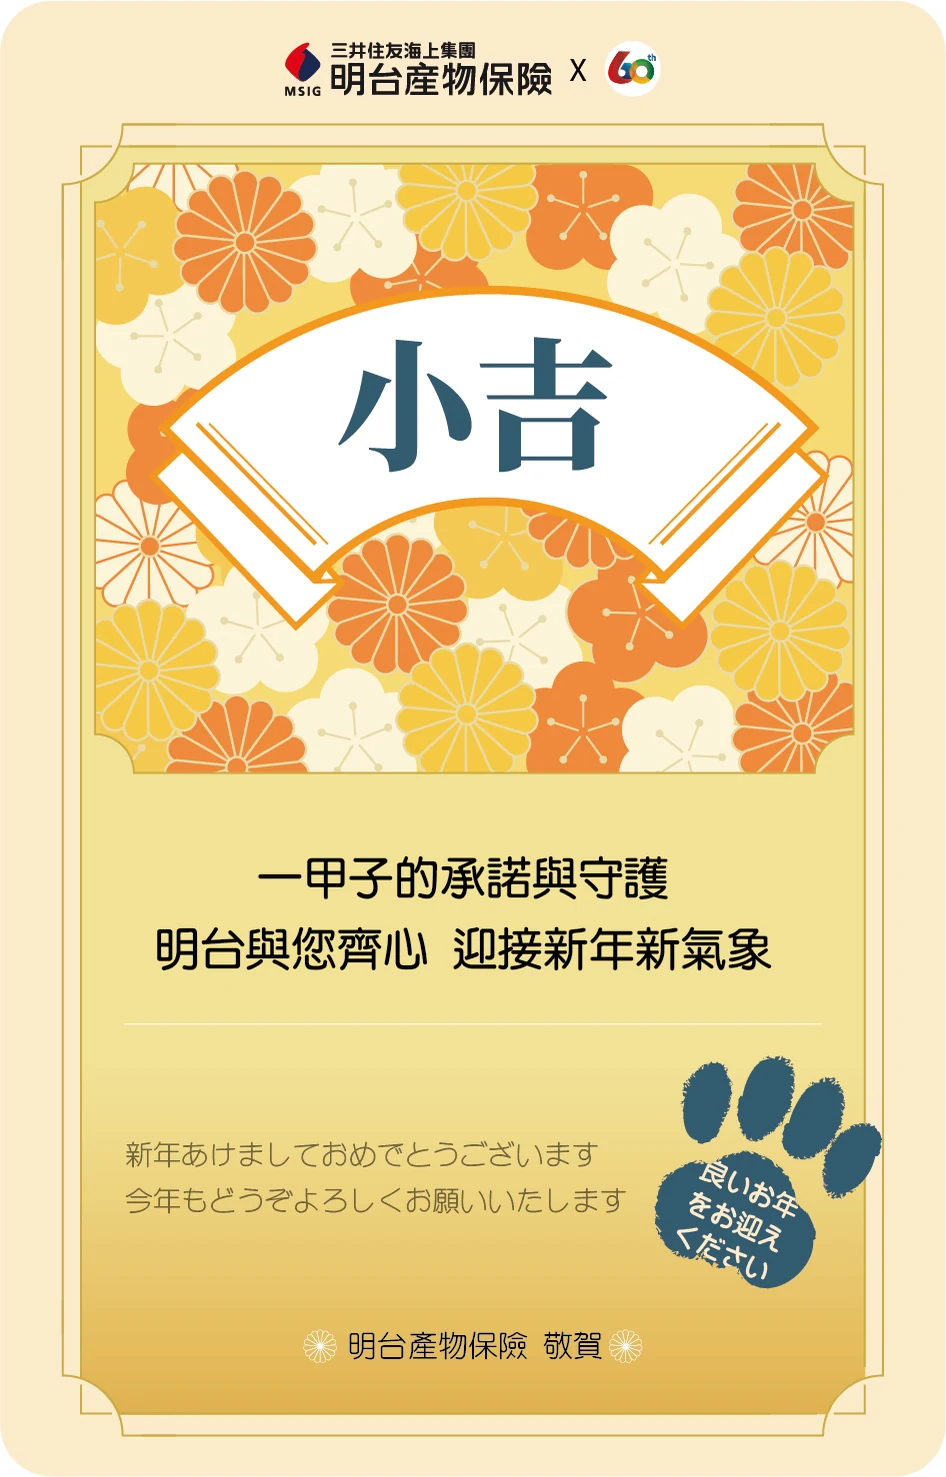 三井住友海上集團
MSIG 明台產物保險 X 60th
小吉
一甲子的承諾與守護
明台與您齊心 迎接新年新氣象
新年あけましておめでとうございます
今年もどうぞよろしくお願いいたします
良いお年
をお迎え
ください
明台產物保險 敬賀